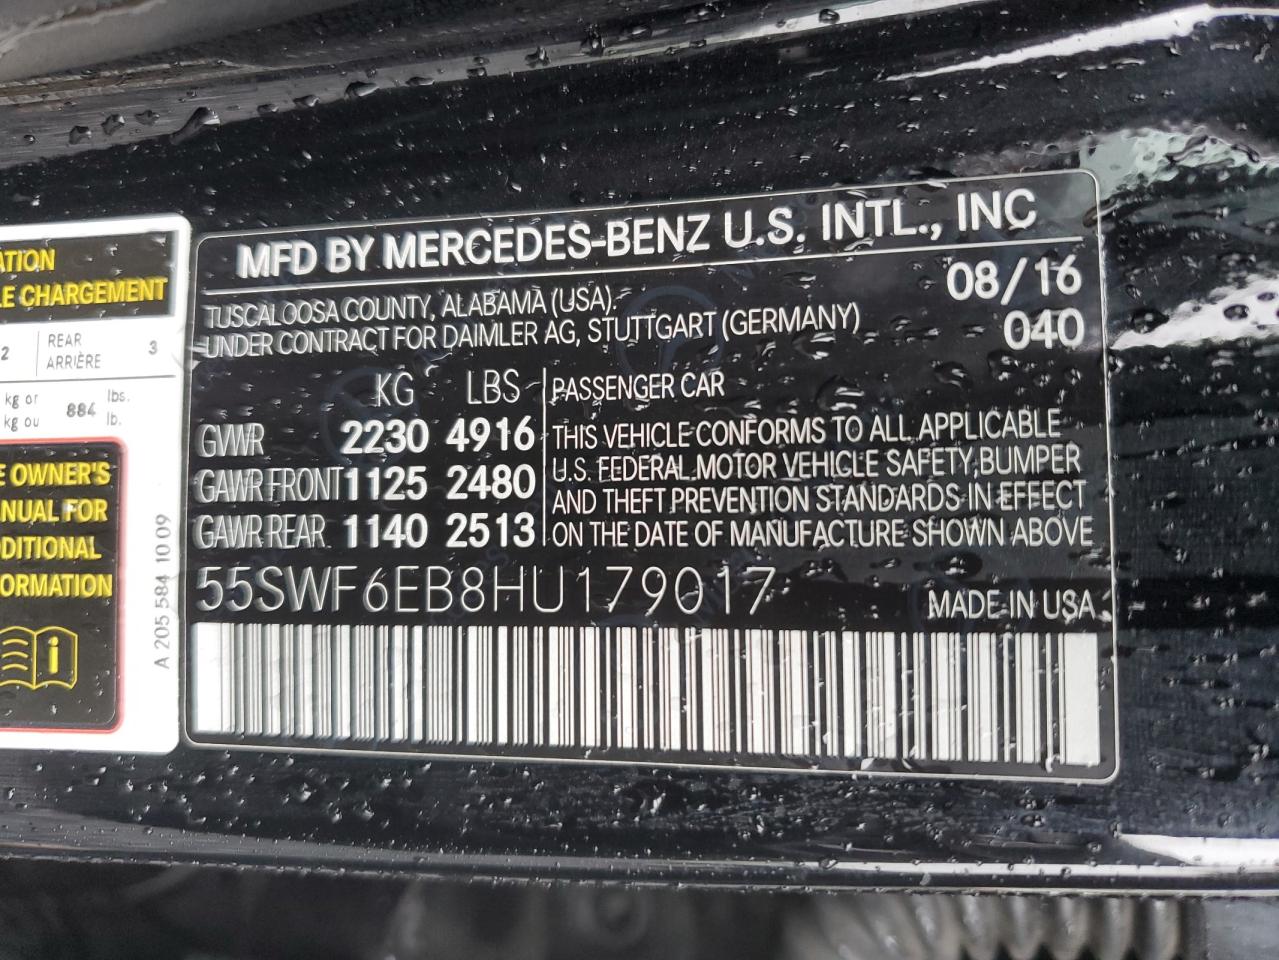 ATION
LE CHARGEMENT
2 REAR ARRIÈRE 3
kg or 884 lbs.
kg ou lb.
E OWNER'S
ANUAL FOR
DDITIONAL
FORMATION
A 205 584 10 09
MFD BY MERCEDES-BENZ U.S. INTL., INC
TUSCALOOSA COUNTY, ALABAMA (USA). 08/16
UNDER CONTRACT FOR DAIMLER AG, STUTTGART (GERMANY) 040
KG LBS PASSENGER CAR
GVWR 2230 4916
GAWR FRONT 1125 2480
GAWR REAR 1140 2513
THIS VEHICLE CONFORMS TO ALL APPLICABLE
U.S. FEDERAL MOTOR VEHICLE SAFETY,BUMPER
AND THEFT PREVENTION STANDARDS IN EFFECT
ON THE DATE OF MANUFACTURE SHOWN ABOVE
55SWF6EB8HU179017 MADE IN USA